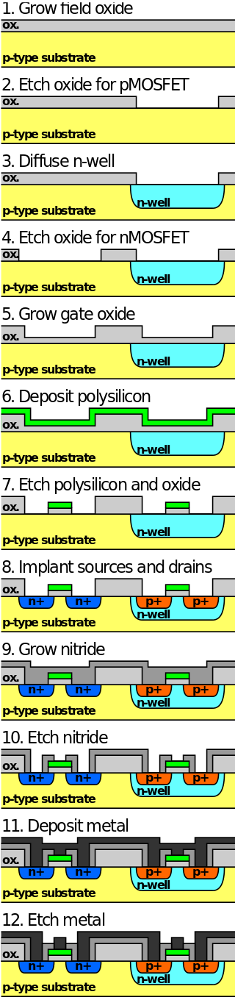 1. Grow field oxide
ox.
p-type substrate
2. Etch oxide for pMOSFET
ox.
p-type substrate
3. Diffuse n-well
ox.
n-well
p-type substrate
4. Etch oxide for nMOSFET
ox.
n-well
p-type substrate
5. Grow gate oxide
ox.
n-well
p-type substrate
6. Deposit polysilicon
ox.
n-well
p-type substrate
7. Etch polysilicon and oxide
ox.
n-well
p-type substrate
8. Implant sources and drains
ox.
n+ n+ p+ p+
n-well
p-type substrate
9. Grow nitride
ox.
n+ n+ p+ p+
n-well
p-type substrate
10. Etch nitride
ox.
n+ n+ p+ p+
n-well
p-type substrate
11. Deposit metal
ox.
n+ n+ p+ p+
n-well
p-type substrate
12. Etch metal
ox.
n+ n+ p+ p+
n-well
p-type substrate